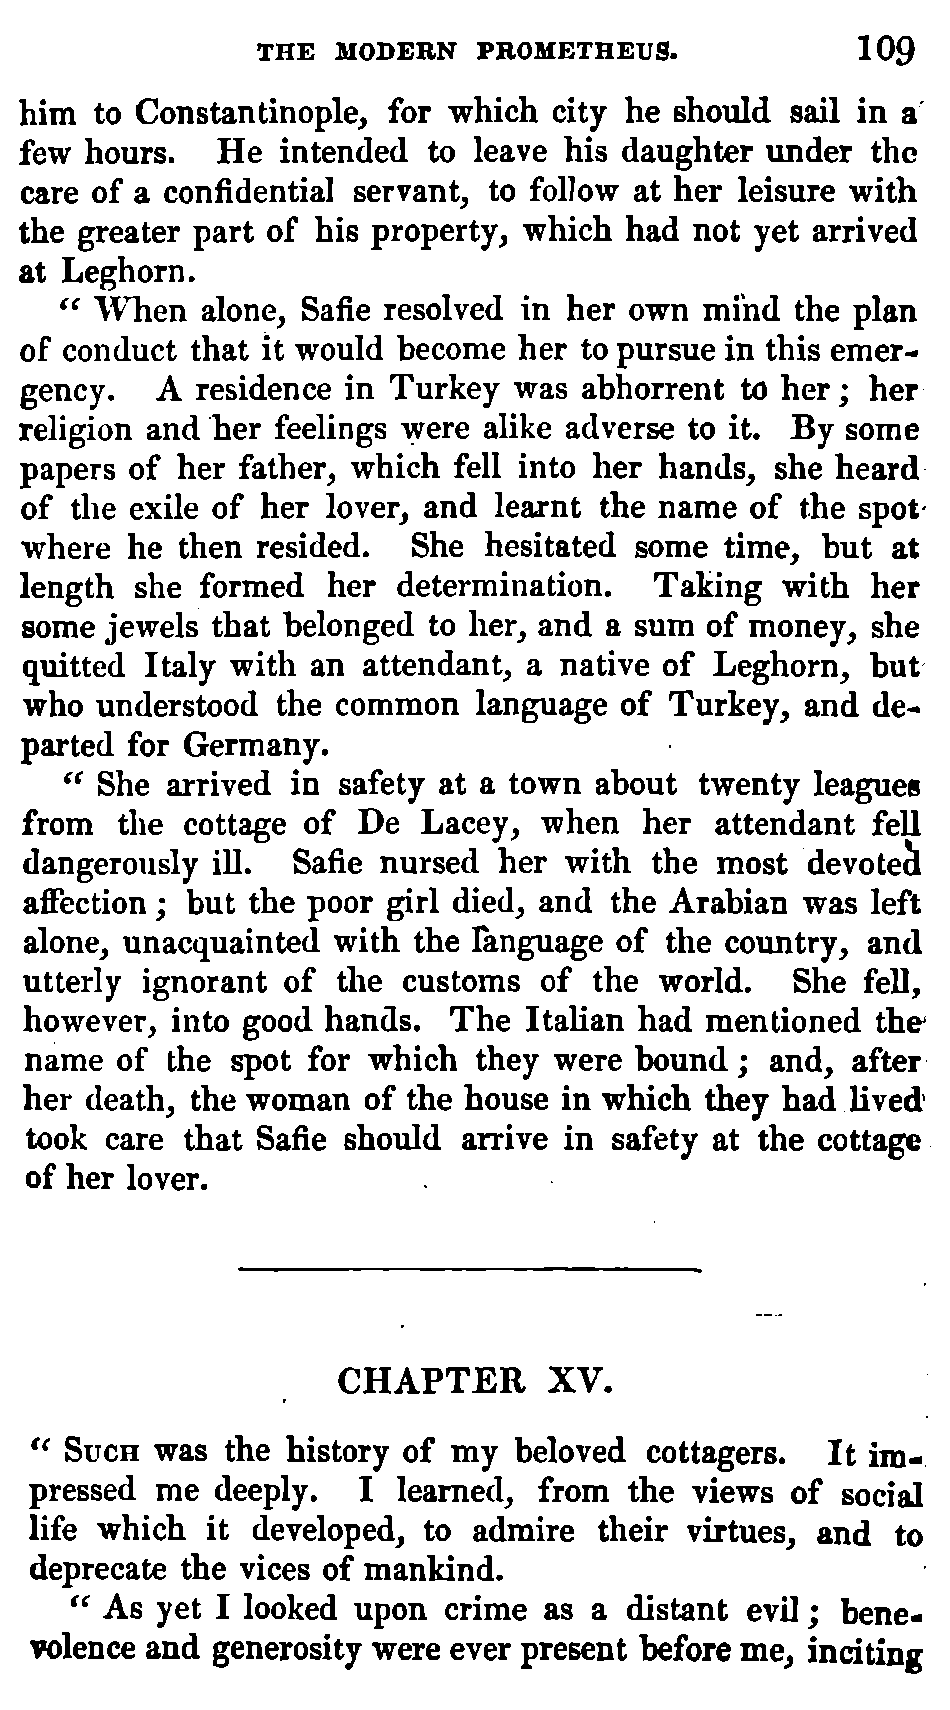 THE MODERN PROMETHEUS. 109
him to Constantinople, for which city he should sail in a
few hours. He intended to leave his daughter under the
care of a confidential servant, to follow at her leisure with
the greater part of his property, which had not yet arrived
at Leghorn.
“ When alone, Safie resolved in her own mind the plan
of conduct that it would become her to pursue in this emer-
gency. A residence in Turkey was abhorrent to her ; her
religion and her feelings were alike adverse to it. By some
papers of her father, which fell into her hands, she heard
of the exile of her lover, and learnt the name of the spot
where he then resided. She hesitated some time, but at
length she formed her determination. Taking with her
some jewels that belonged to her, and a sum of money, she
quitted Italy with an attendant, a native of Leghorn, but
who understood the common language of Turkey, and de-
parted for Germany.
“ She arrived in safety at a town about twenty leagues
from the cottage of De Lacey, when her attendant fell
dangerously ill. Safie nursed her with the most devoted
affection ; but the poor girl died, and the Arabian was left
alone, unacquainted with the language of the country, and
utterly ignorant of the customs of the world. She fell,
however, into good hands. The Italian had mentioned the
name of the spot for which they were bound ; and, after
her death, the woman of the house in which they had lived
took care that Safie should arrive in safety at the cottage
of her lover.
CHAPTER XV.
“ SUCH was the history of my beloved cottagers. It im-
pressed me deeply. I learned, from the views of social
life which it developed, to admire their virtues, and to
deprecate the vices of mankind.
“ As yet I looked upon crime as a distant evil ; bene-
volence and generosity were ever present before me, inciting